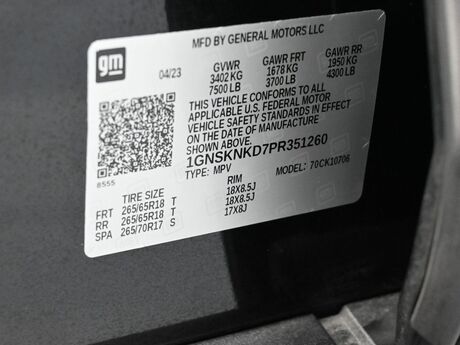 gm
MFD BY GENERAL MOTORS LLC
04/23 GVWR GAWR FRT GAWR RR
3402 KG 1678 KG 1950 KG
7500 LB 3700 LB 4300 LB
THIS VEHICLE CONFORMS TO ALL
APPLICABLE U.S. FEDERAL MOTOR
VEHICLE SAFETY STANDARDS IN EFFECT
ON THE DATE OF MANUFACTURE
SHOWN ABOVE.
1GNSKNKD7PR351260
8555 TYPE: MPV MODEL: 70CK10706
TIRE SIZE RIM
FRT 265/65R18 T 18X8.5J
RR 265/65R18 T 18X8.5J
SPA 265/70R17 S 17X8J